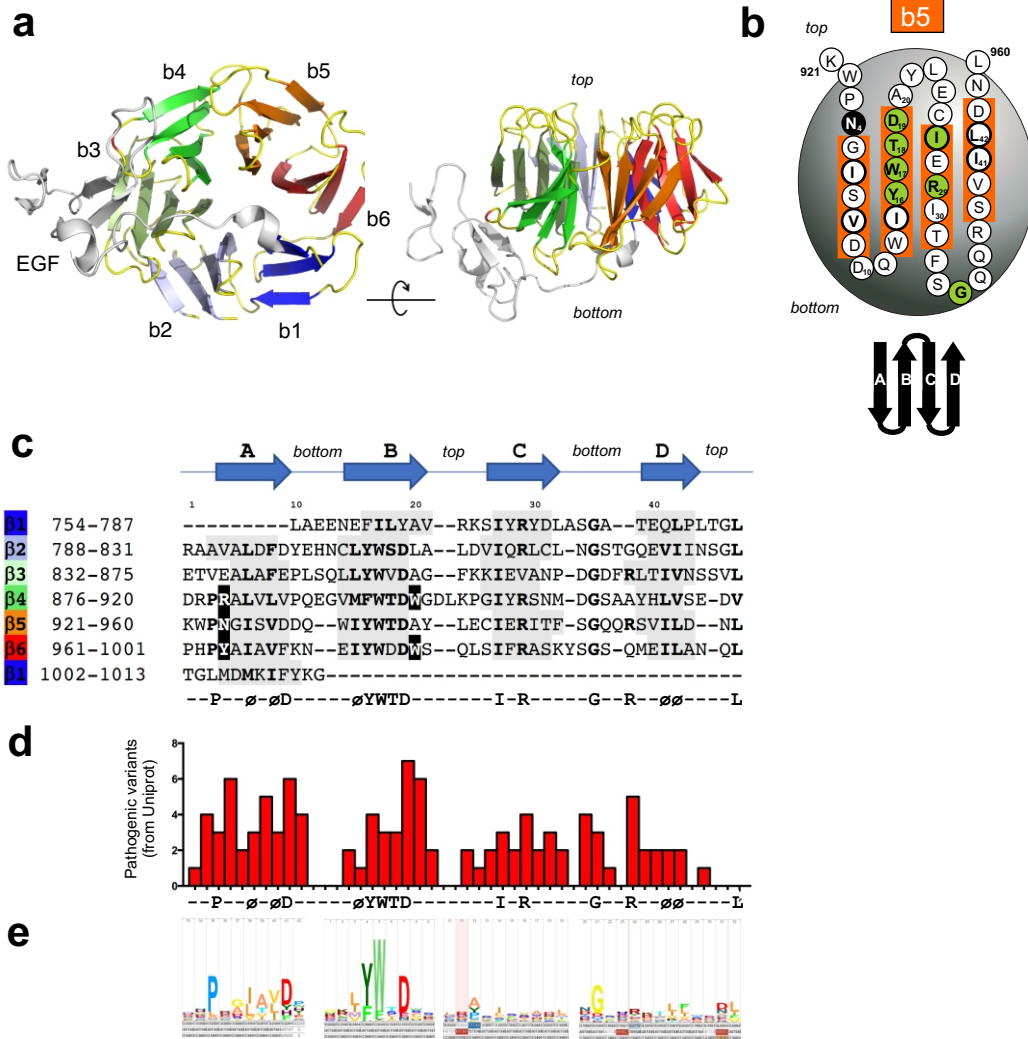 a
b4
b5
b3
b6
EGF
b2
b1
top
bottom
b
b5
top
960
921
K
W
P
N4
G
I
S
V
D
D10
Q
W
I
Y16
W17
T18
D19
A20
Y
L
E
C
I
E
R29
I30
T
F
S
G
Q
Q
R
S
V
I41
L42
D
N
L
bottom
A B C D
c
A bottom B top C bottom D top
1 10 20 30 40
β1 754-787 ----------LAEENEFILYAV--RKSIYRYDLASGA--TEQLPLTGL
β2 788-831 RAAVALDFDYEHNCLYWSDLA--LDVIQRLCL-NGSTGQEVIINSGL
β3 832-875 ETVEALAFEPLSQLLYWVDAG--FKKIEVANP-DGDFRLTIVNSSVL
β4 876-920 DRPRALVLVPQEGVMFWTDWGDLKPGIYRSNM-DGSAAYHLVSE-DV
β5 921-960 KWPNGISVDDQ--WIYWTDAY--LECIERITF-SGQQRSVILD--NL
β6 961-1001 PHPYAIAVFKN--EIYWDDWS--QLSIFRASKYSGS-QMEILAN-QL
β1 1002-1013 TGLMDMKIFYKG-----------------------------------
--P--ø-øD-----øYWTD-------I-R-----G--R--øø----L
d
Pathogenic variants
(from Uniprot)
8
6
4
2
0
--P--ø-øD-----øYWTD-------I-R-----G--R--øø----L
e
P I A V D
L Y W D
A
G